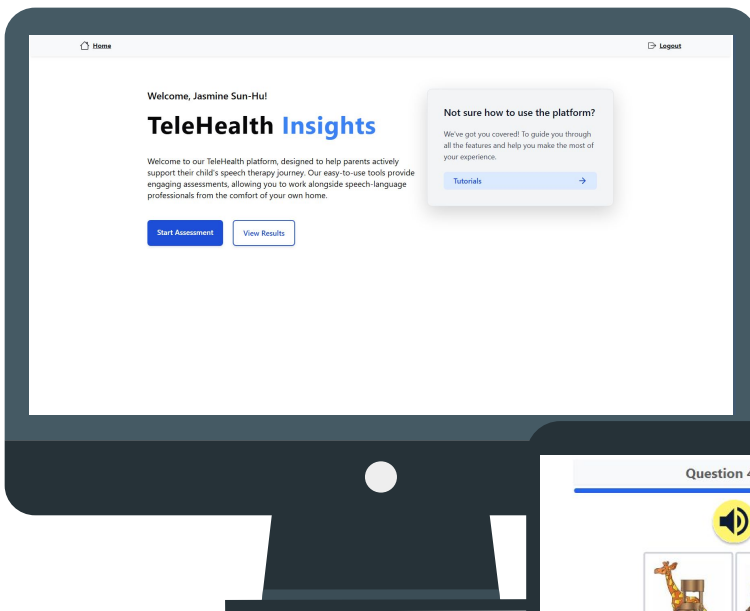 Home
Logout
Welcome, Jasmine Sun-Hu!
TeleHealth Insights
Welcome to our TeleHealth platform, designed to help parents actively
support their child's speech therapy journey. Our easy-to-use tools provide
engaging assessments, allowing you to work alongside speech-language
professionals from the comfort of your own home.
Start Assessment
View Results
Not sure how to use the platform?
We've got you covered! To guide you through
all the features and help you make the most of
your experience.
Tutorials
Question 4